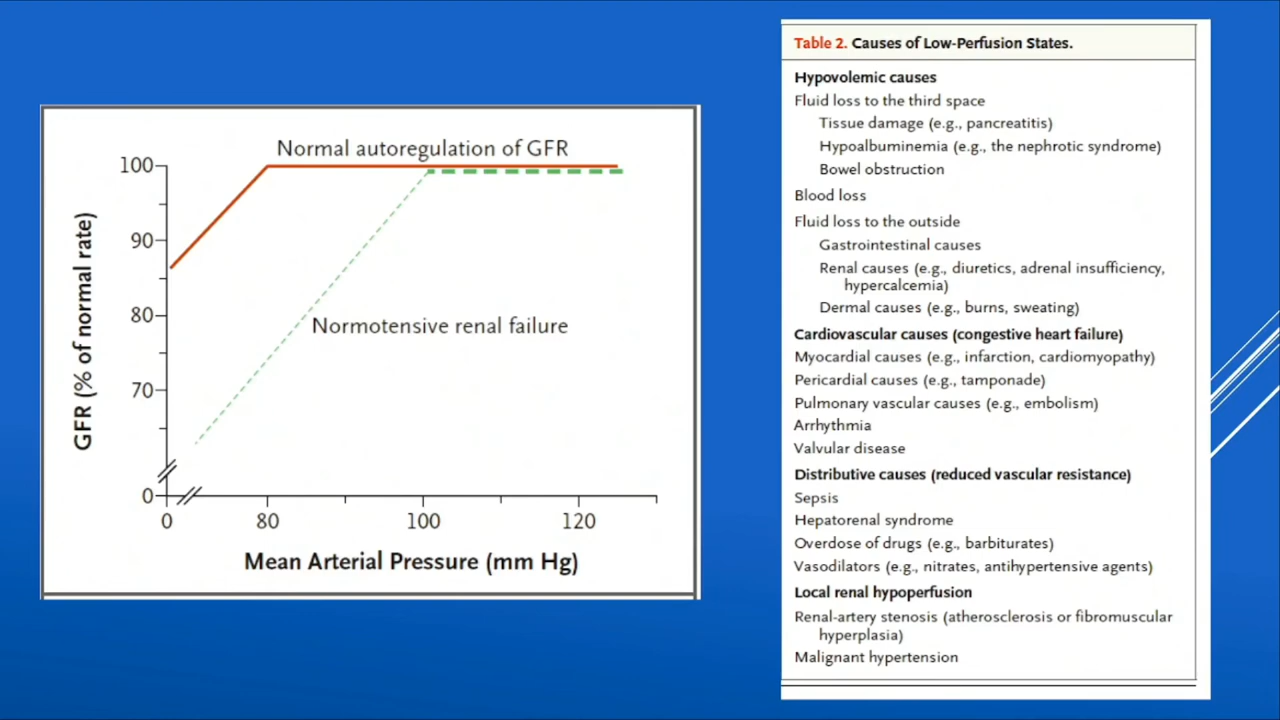 Normal autoregulation of GFR
100
90
80
70
0
GFR (% of normal rate)
Normotensive renal failure
0 80 100 120
Mean Arterial Pressure (mm Hg)
Table 2. Causes of Low-Perfusion States.
Hypovolemic causes
Fluid loss to the third space
Tissue damage (e.g., pancreatitis)
Hypoalbuminemia (e.g., the nephrotic syndrome)
Bowel obstruction
Blood loss
Fluid loss to the outside
Gastrointestinal causes
Renal causes (e.g., diuretics, adrenal insufficiency,
hypercalcemia)
Dermal causes (e.g., burns, sweating)
Cardiovascular causes (congestive heart failure)
Myocardial causes (e.g., infarction, cardiomyopathy)
Pericardial causes (e.g., tamponade)
Pulmonary vascular causes (e.g., embolism)
Arrhythmia
Valvular disease
Distributive causes (reduced vascular resistance)
Sepsis
Hepatorenal syndrome
Overdose of drugs (e.g., barbiturates)
Vasodilators (e.g., nitrates, antihypertensive agents)
Local renal hypoperfusion
Renal-artery stenosis (atherosclerosis or fibromuscular
hyperplasia)
Malignant hypertension